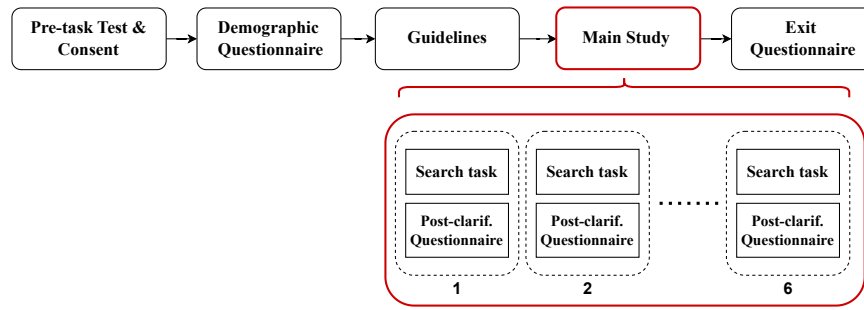 Pre-task Test &
Consent
Demographic
Questionnaire
Guidelines
Main Study
Exit
Questionnaire
Search task
Post-clarif.
Questionnaire
1
Search task
Post-clarif.
Questionnaire
2
.......
Search task
Post-clarif.
Questionnaire
6